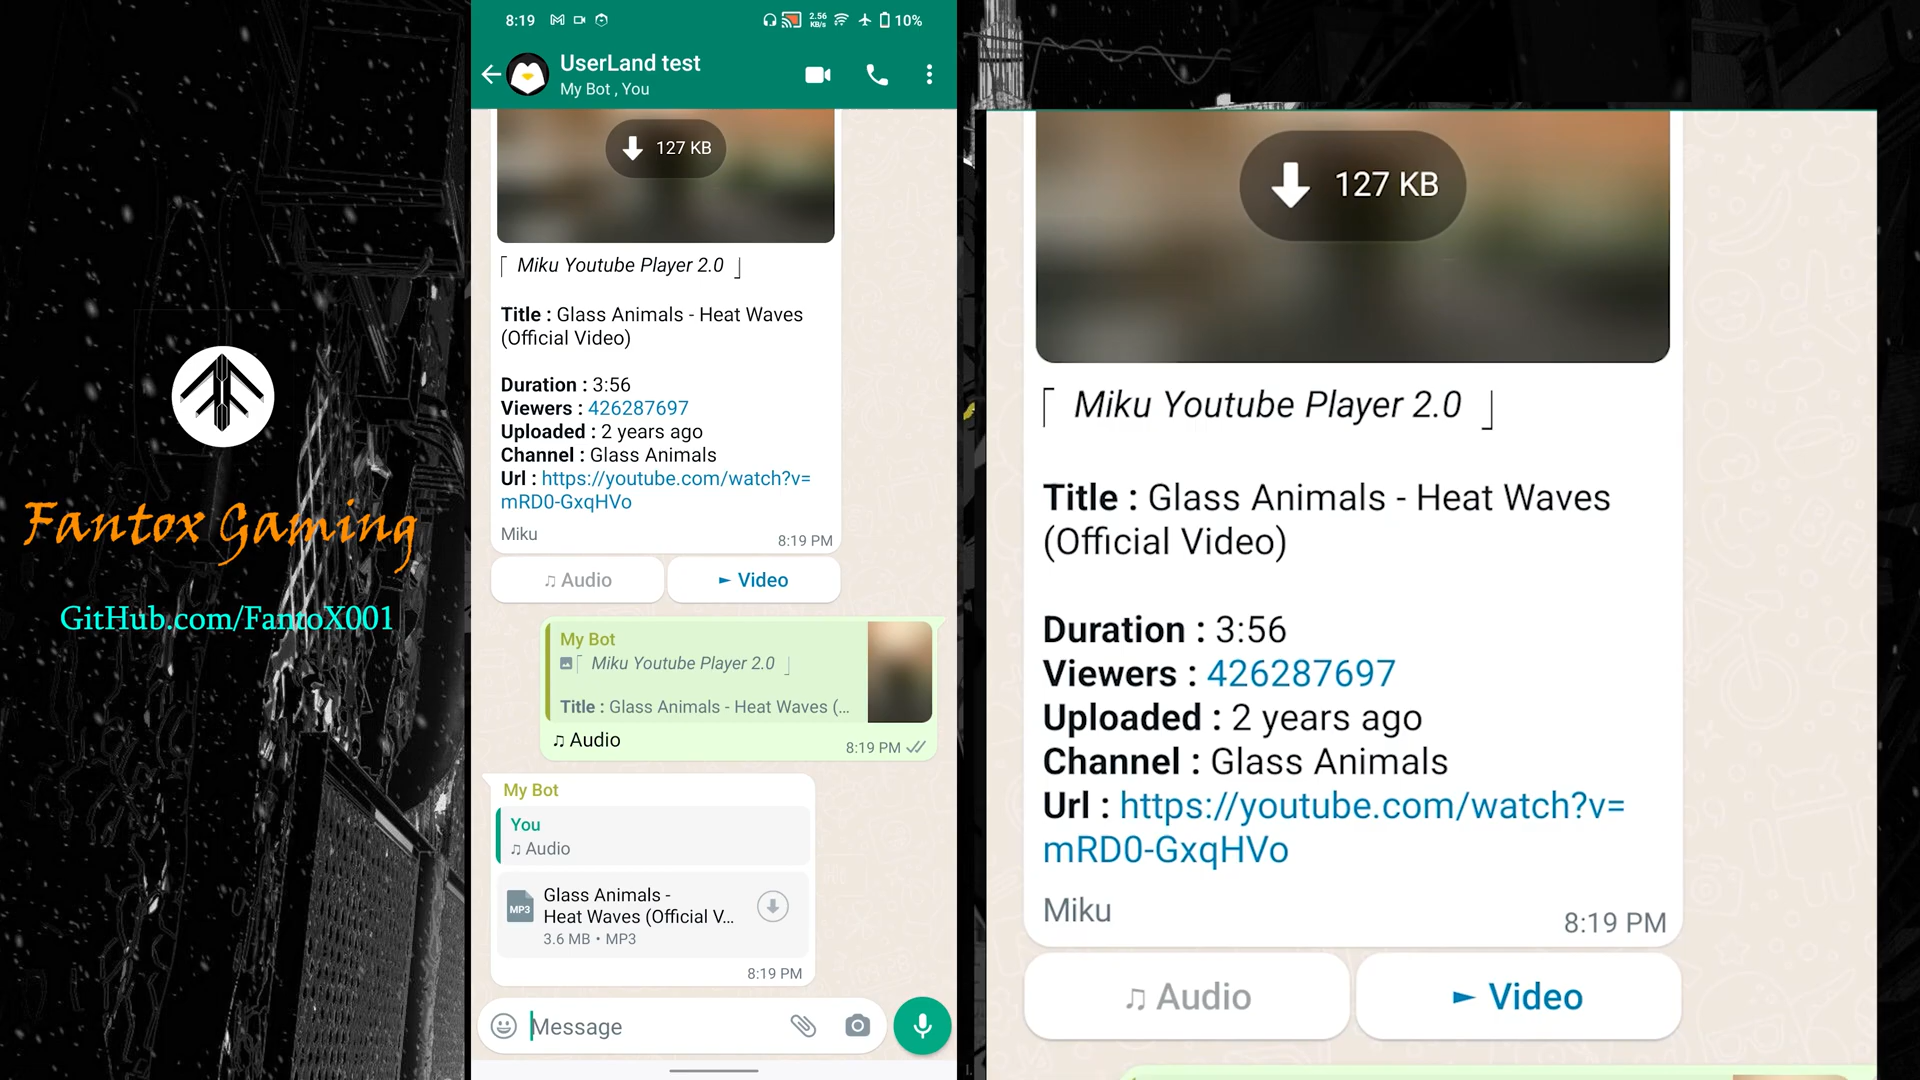 Fantox Gaming
GitHub.com/FantoX001
8:19
2.56
KB/s
10%
UserLand test
My Bot , You
127 KB
「 Miku Youtube Player 2.0 」
Title : Glass Animals - Heat Waves
(Official Video)
Duration : 3:56
Viewers : 426287697
Uploaded : 2 years ago
Channel : Glass Animals
Url : https://youtube.com/watch?v=
mRD0-GxqHVo
Miku
8:19 PM
♫ Audio
► Video
My Bot
「 Miku Youtube Player 2.0 」
Title : Glass Animals - Heat Waves (...
♫ Audio
8:19 PM
My Bot
You
♫ Audio
MP3
Glass Animals -
Heat Waves (Official V...
3.6 MB • MP3
8:19 PM
Message
127 KB
「 Miku Youtube Player 2.0 」
Title : Glass Animals - Heat Waves
(Official Video)
Duration : 3:56
Viewers : 426287697
Uploaded : 2 years ago
Channel : Glass Animals
Url : https://youtube.com/watch?v=
mRD0-GxqHVo
Miku
8:19 PM
♫ Audio
► Video